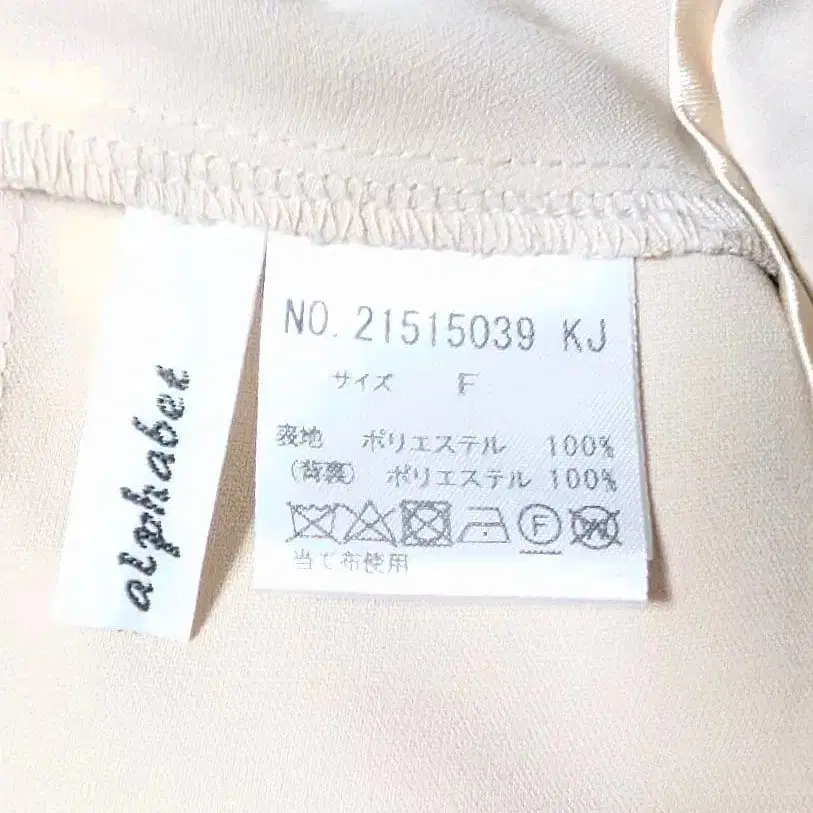 alphabet
NO. 21515039 KJ
サイズ F
表地 ポリエステル 100%
(背裏) ポリエステル 100%
F W
当て布使用